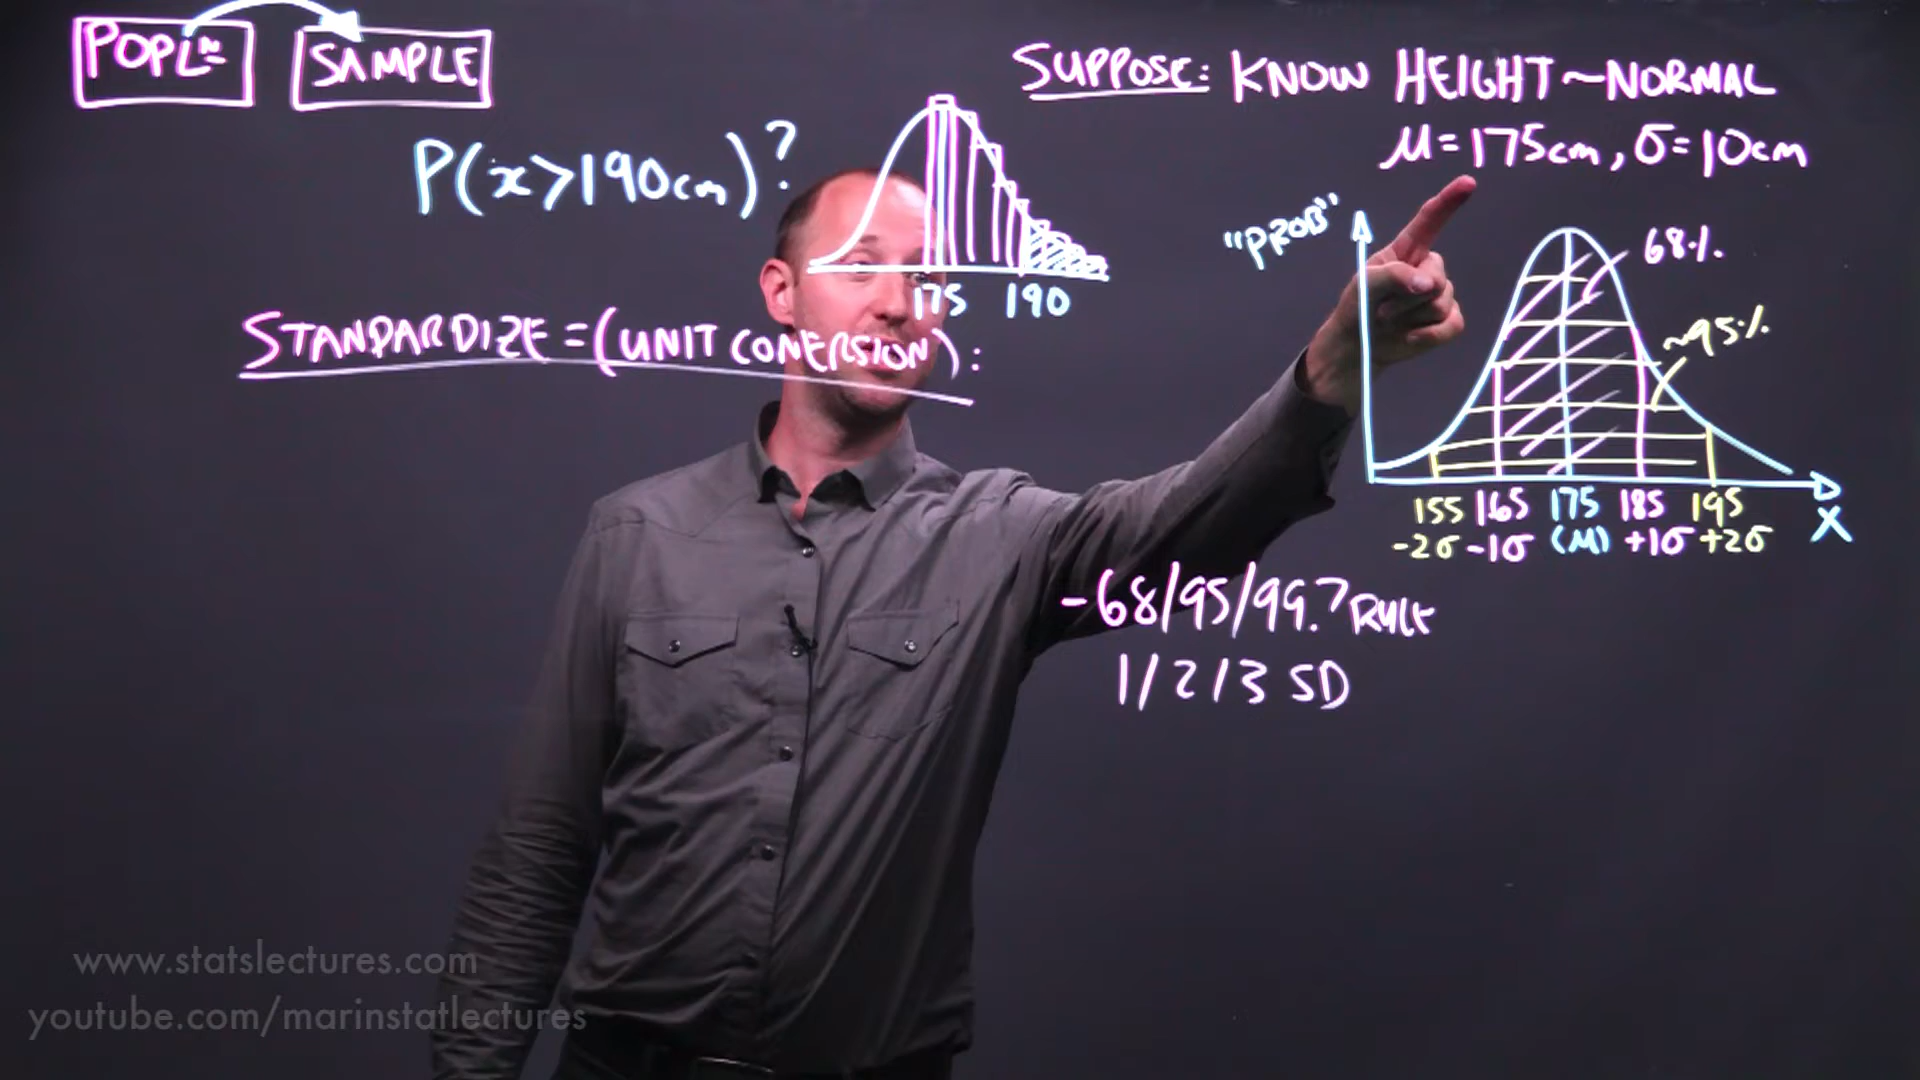 POPLᴺ
SAMPLE
SUPPOSE: KNOW HEIGHT ~ NORMAL
μ = 175cm, σ = 10cm
P(x > 190cm)?
175 190
STANDARDIZE = (UNIT CONERSION):
"PROB"
68%
~95%
155 165 175 185 195
-2σ -1σ (μ) +1σ +2σ
X
- 68/95/99.7 RULE
1/2/3 SD
www.statslectures.com
youtube.com/marinstatlectures